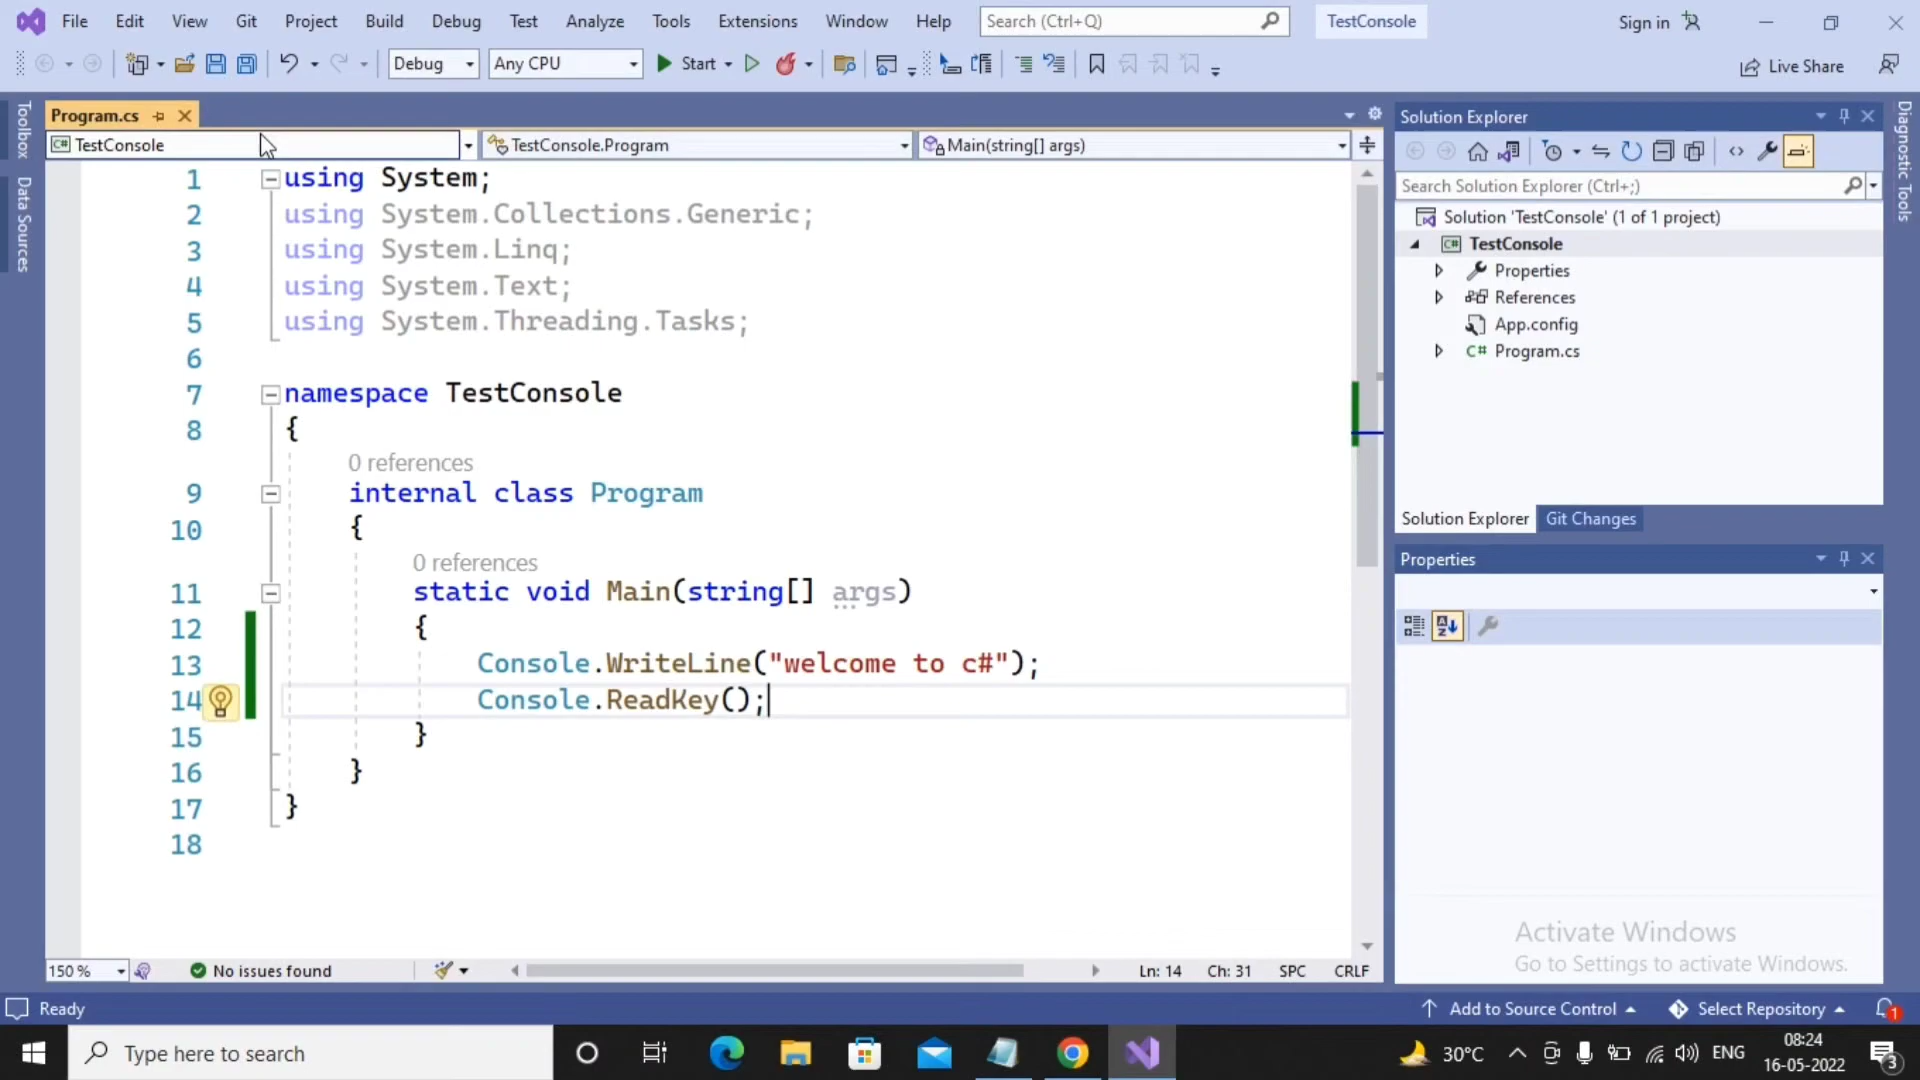 File Edit View Git Project Build Debug Test Analyze Tools Extensions Window Help Search (Ctrl+Q) TestConsole Sign in
Debug Any CPU Start Live Share
Toolbox
Data Sources
Program.cs
TestConsole TestConsole.Program Main(string[] args)
1 using System;
2 using System.Collections.Generic;
3 using System.Linq;
4 using System.Text;
5 using System.Threading.Tasks;
6
7 namespace TestConsole
8 {
0 references
9 internal class Program
10 {
0 references
11 static void Main(string[] args)
12 {
13 Console.WriteLine("welcome to c#");
14 Console.ReadKey();
15 }
16 }
17 }
18
150 % No issues found Ln: 14 Ch: 31 SPC CRLF
Solution Explorer
Search Solution Explorer (Ctrl+;)
Solution 'TestConsole' (1 of 1 project)
C# TestConsole
Properties
References
App.config
C# Program.cs
Solution Explorer Git Changes
Properties
Activate Windows
Go to Settings to activate Windows.
Diagnostic Tools
Ready Add to Source Control Select Repository 1
Type here to search 30°C ENG 08:24
16-05-2022 3